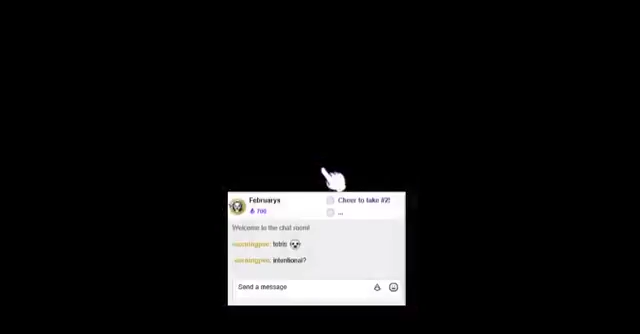 Februarys
700
Cheer to take #2!
...
Welcome to the chat room!
tetris
intentional?
Send a message